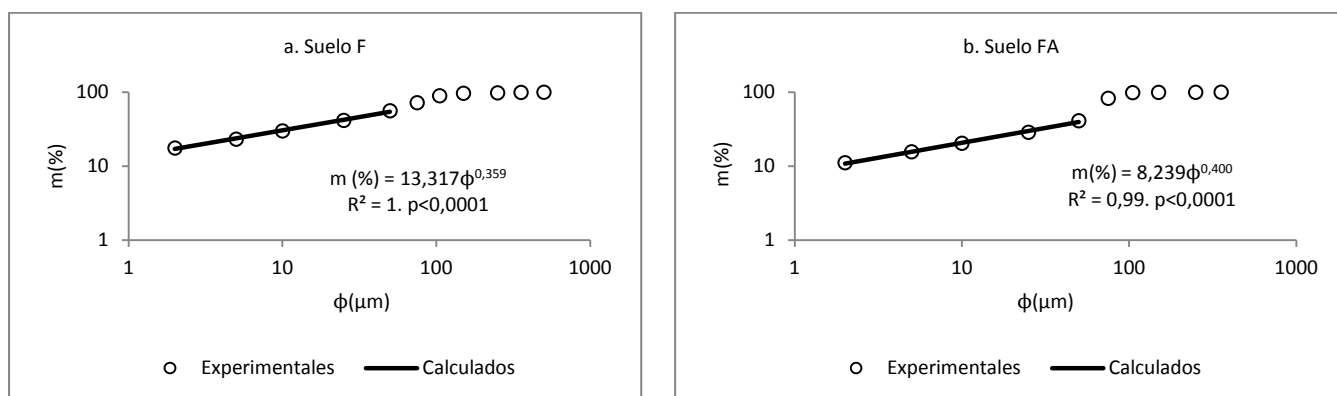 a. Suelo F
100
10
1
m(%)
m (%) = 13,317ϕ^0,359
R² = 1. p<0,0001
1
10
100
1000
ϕ(µm)
Experimentales
Calculados
b. Suelo FA
100
10
1
m(%)
m(%) = 8,239ϕ^0,400
R² = 0,99. p<0,0001
1
10
100
1000
ϕ(µm)
Experimentales
Calculados